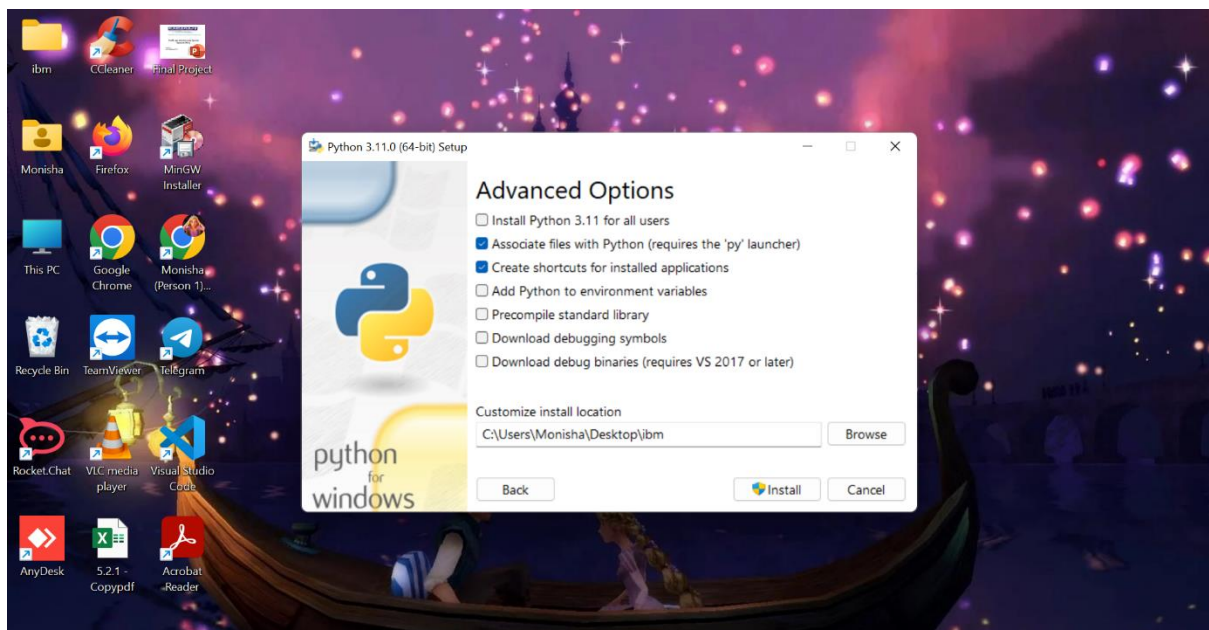 ibm
CCleaner
Final Project
Monisha
Firefox
MinGW
Installer
This PC
Google
Chrome
Monisha
(Person 1)...
Recycle Bin
TeamViewer
Telegram
Rocket.Chat
VLC media
player
Visual Studio
Code
AnyDesk
5.2.1 -
Copypdf
Acrobat
Reader
Python 3.11.0 (64-bit) Setup
Advanced Options
Install Python 3.11 for all users
Associate files with Python (requires the 'py' launcher)
Create shortcuts for installed applications
Add Python to environment variables
Precompile standard library
Download debugging symbols
Download debug binaries (requires VS 2017 or later)
Customize install location
C:\Users\Monisha\Desktop\ibm
Browse
python
for
windows
Back
Install
Cancel